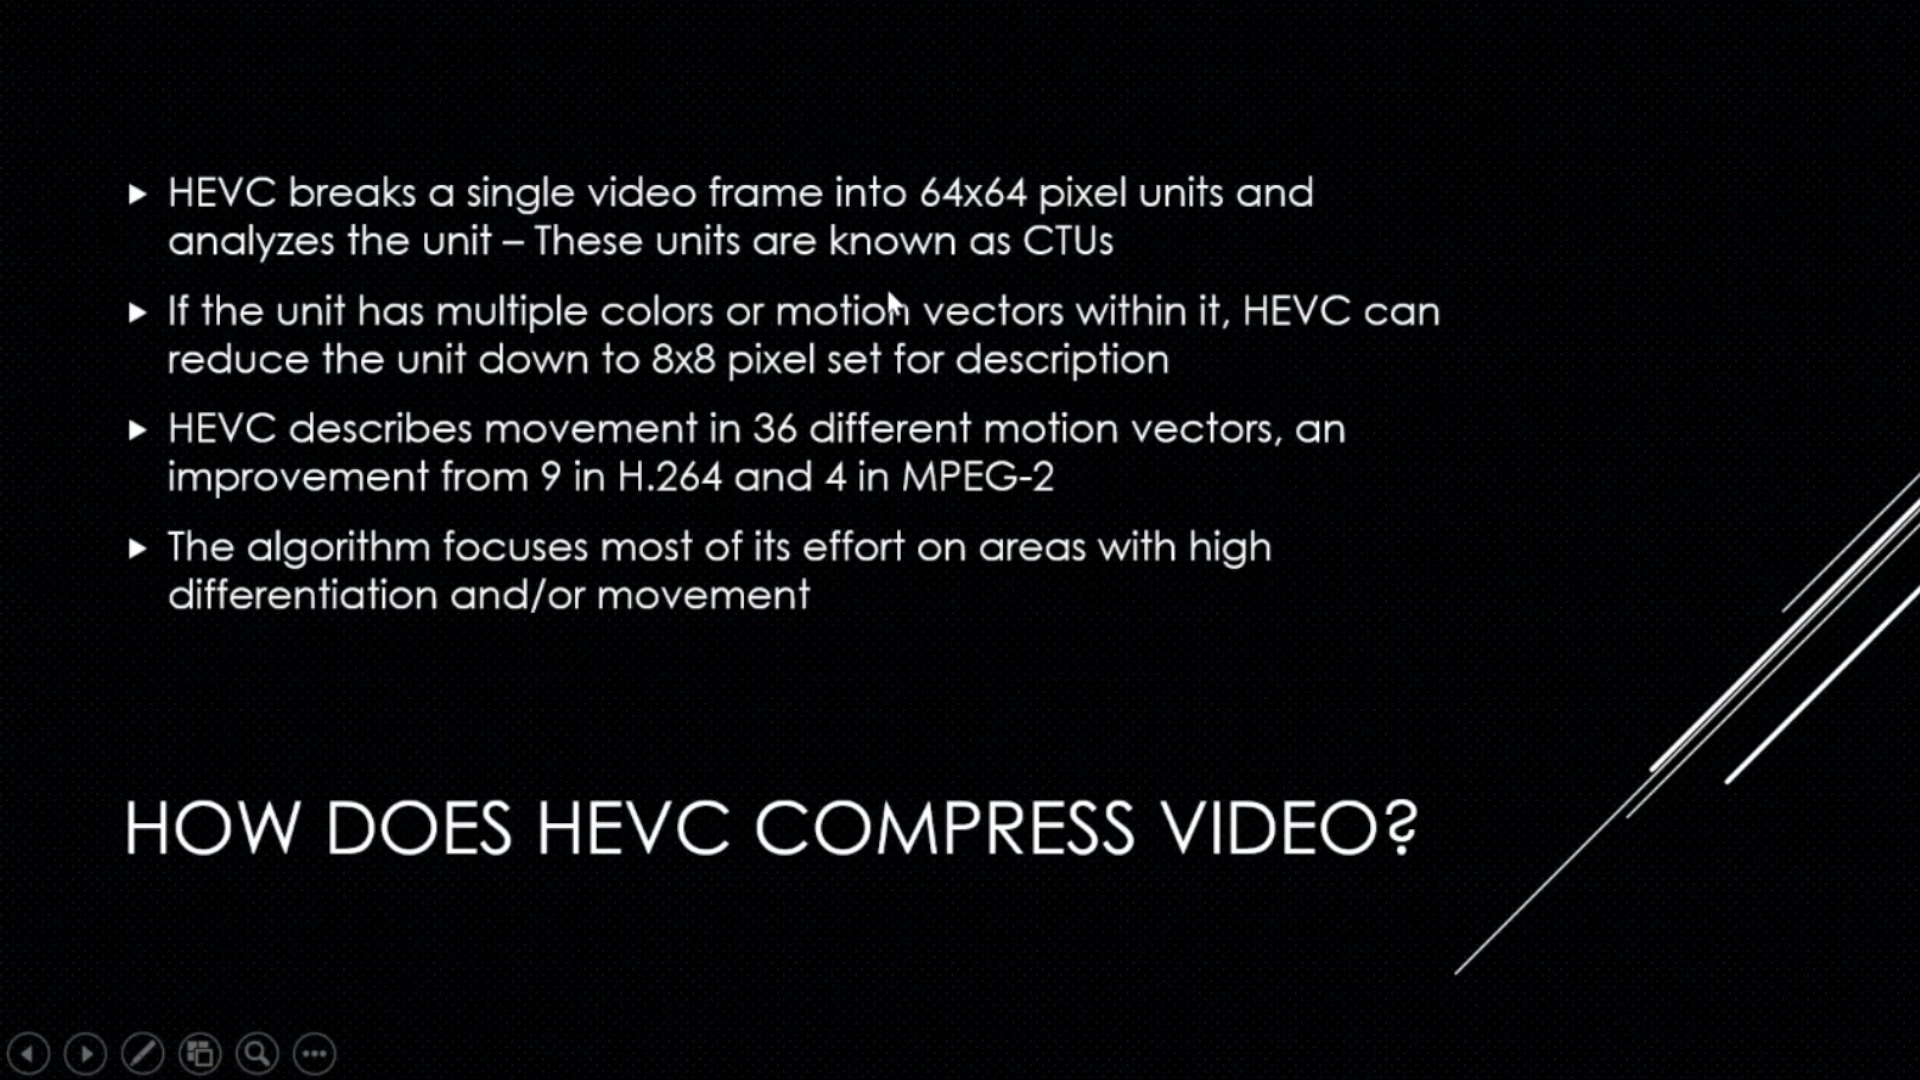 HEVC breaks a single video frame into 64x64 pixel units and
analyzes the unit – These units are known as CTUs
If the unit has multiple colors or motion vectors within it, HEVC can
reduce the unit down to 8x8 pixel set for description
HEVC describes movement in 36 different motion vectors, an
improvement from 9 in H.264 and 4 in MPEG-2
The algorithm focuses most of its effort on areas with high
differentiation and/or movement
HOW DOES HEVC COMPRESS VIDEO?